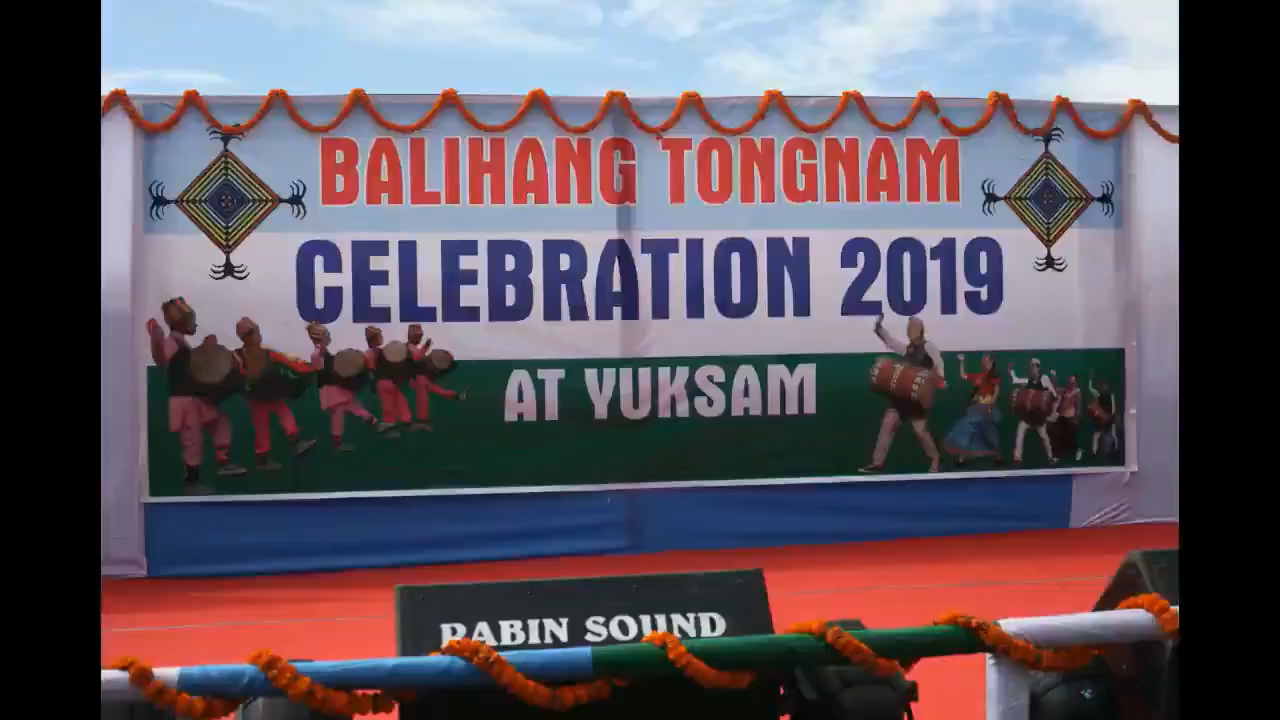 BALIHANG TONGNAM
CELEBRATION 2019
AT YUKSAM
RABIN SOUND